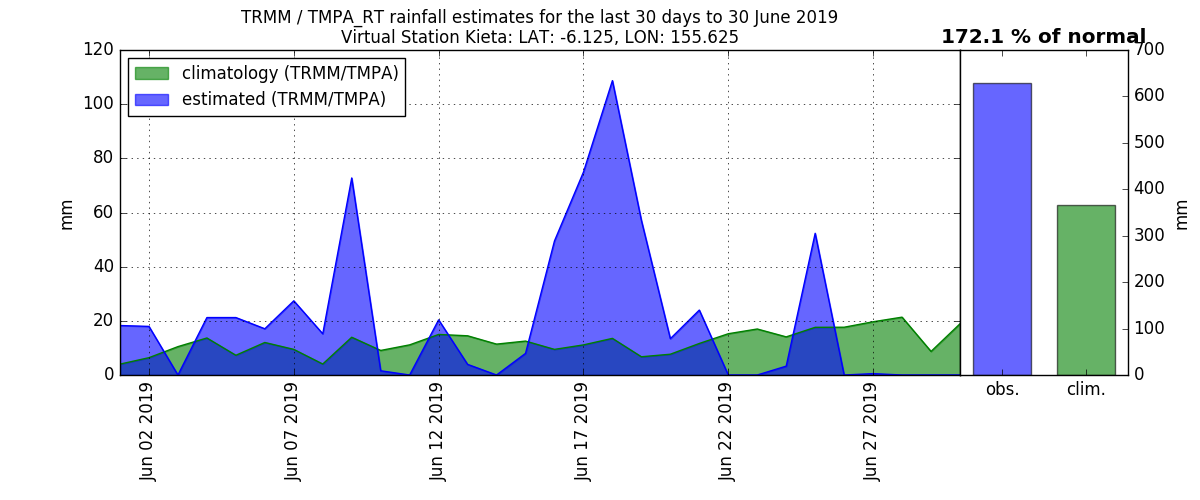 TRMM / TMPA_RT rainfall estimates for the last 30 days to 30 June 2019
Virtual Station Kieta: LAT: -6.125, LON: 155.625
172.1 % of normal
climatology (TRMM/TMPA)
estimated (TRMM/TMPA)
mm
120
100
80
60
40
20
0
Jun 02 2019
Jun 07 2019
Jun 12 2019
Jun 17 2019
Jun 22 2019
Jun 27 2019
700
600
500
400
300
200
100
0
mm
obs.
clim.